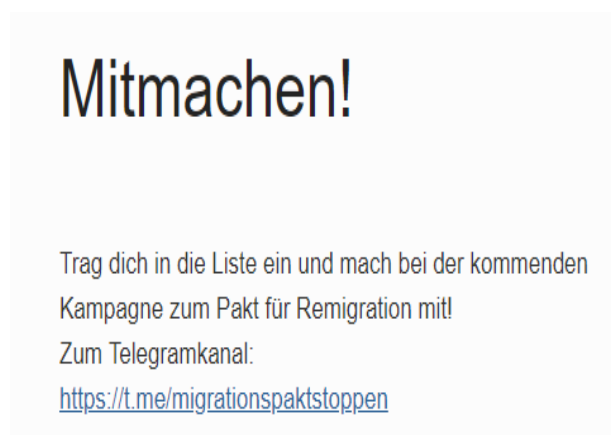 Mitmachen!
Trag dich in die Liste ein und mach bei der kommenden
Kampagne zum Pakt für Remigration mit!
Zum Telegramkanal:
https://t.me/migrationspaktstoppen